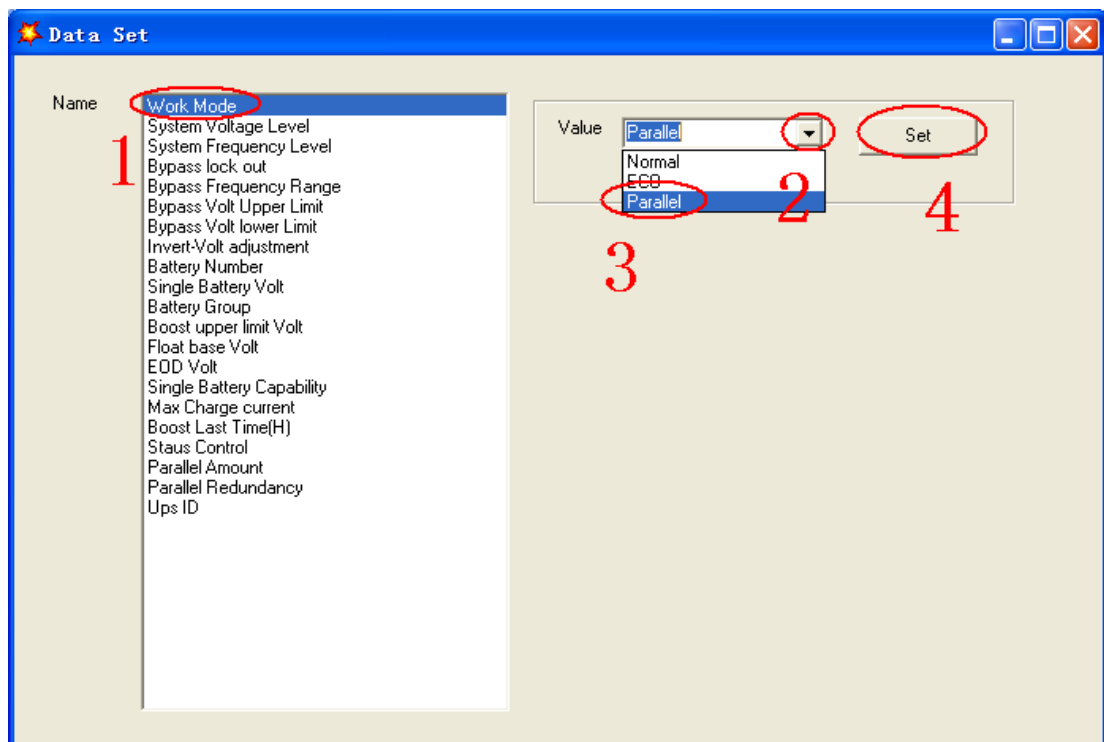 Data Set
Name
Work Mode
System Voltage Level
System Frequency Level
Bypass lock out
Bypass Frequency Range
Bypass Volt Upper Limit
Bypass Volt lower Limit
Invert-Volt adjustment
Battery Number
Single Battery Volt
Battery Group
Boost upper limit Volt
Float base Volt
EOD Volt
Single Battery Capability
Max Charge current
Boost Last Time(H)
Staus Control
Parallel Amount
Parallel Redundancy
Ups ID
1
Value
Parallel
Normal
ECO
Parallel
2
3
Set
4